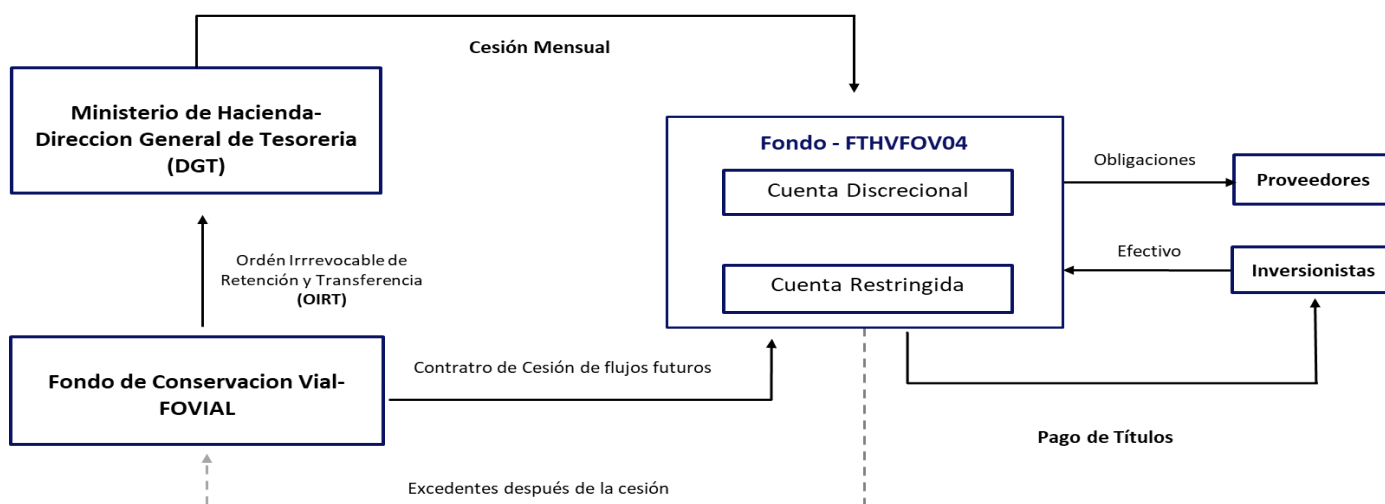 Cesión Mensual
Ministerio de Hacienda-
Direccion General de Tesoreria
(DGT)
Fondo - FTHVFOV04
Cuenta Discrecional
Cuenta Restringida
Obligaciones
Proveedores
Efectivo
Inversionistas
Ordén Irrrevocable de
Retención y Transferencia
(OIRT)
Fondo de Conservacion Vial-
FOVIAL
Contratro de Cesión de flujos futuros
Pago de Títulos
Excedentes después de la cesión